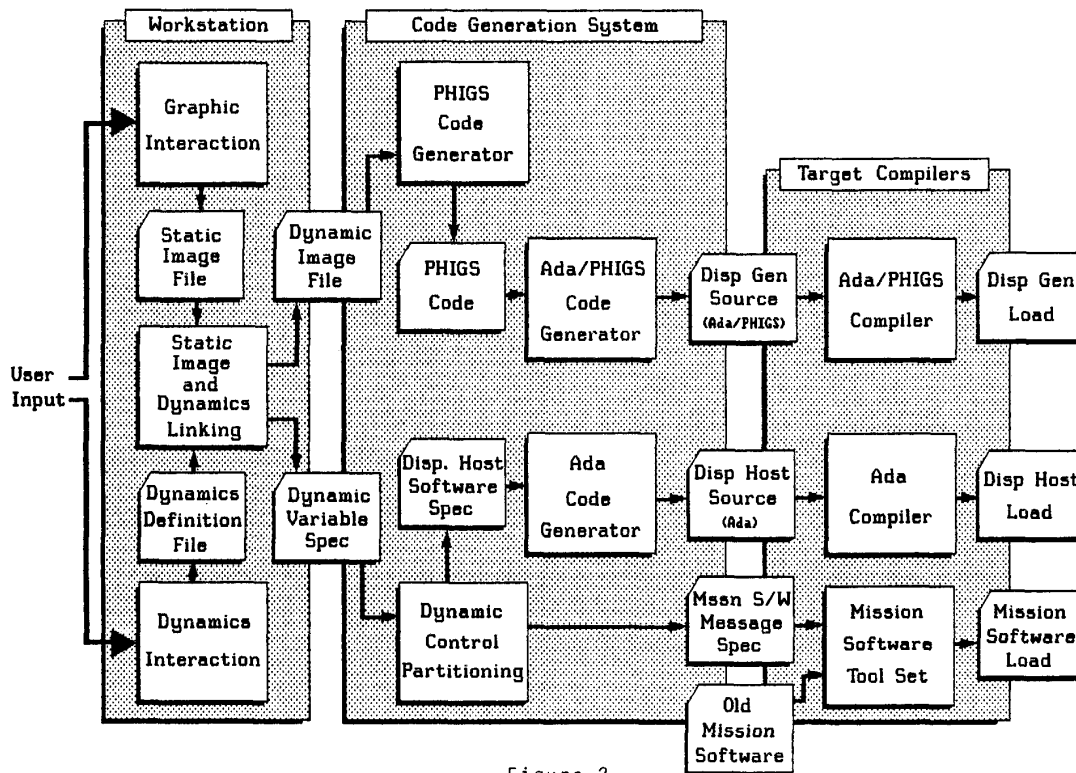 Workstation
Code Generation System
Target Compilers
User
Input
Graphic
Interaction
Static
Image
File
Static
Image
and
Dynamics
Linking
Dynamics
Definition
File
Dynamics
Interaction
Dynamic
Image
File
Dynamic
Variable
Spec
PHIGS
Code
Generator
PHIGS
Code
Ada/PHIGS
Code
Generator
Disp. Host
Software
Spec
Ada
Code
Generator
Dynamic
Control
Partitioning
Disp Gen
Source
(Ada/PHIGS)
Disp Host
Source
(Ada)
Mssn S/W
Message
Spec
Old
Mission
Software
Ada/PHIGS
Compiler
Ada
Compiler
Mission
Software
Tool Set
Disp Gen
Load
Disp Host
Load
Mission
Software
Load